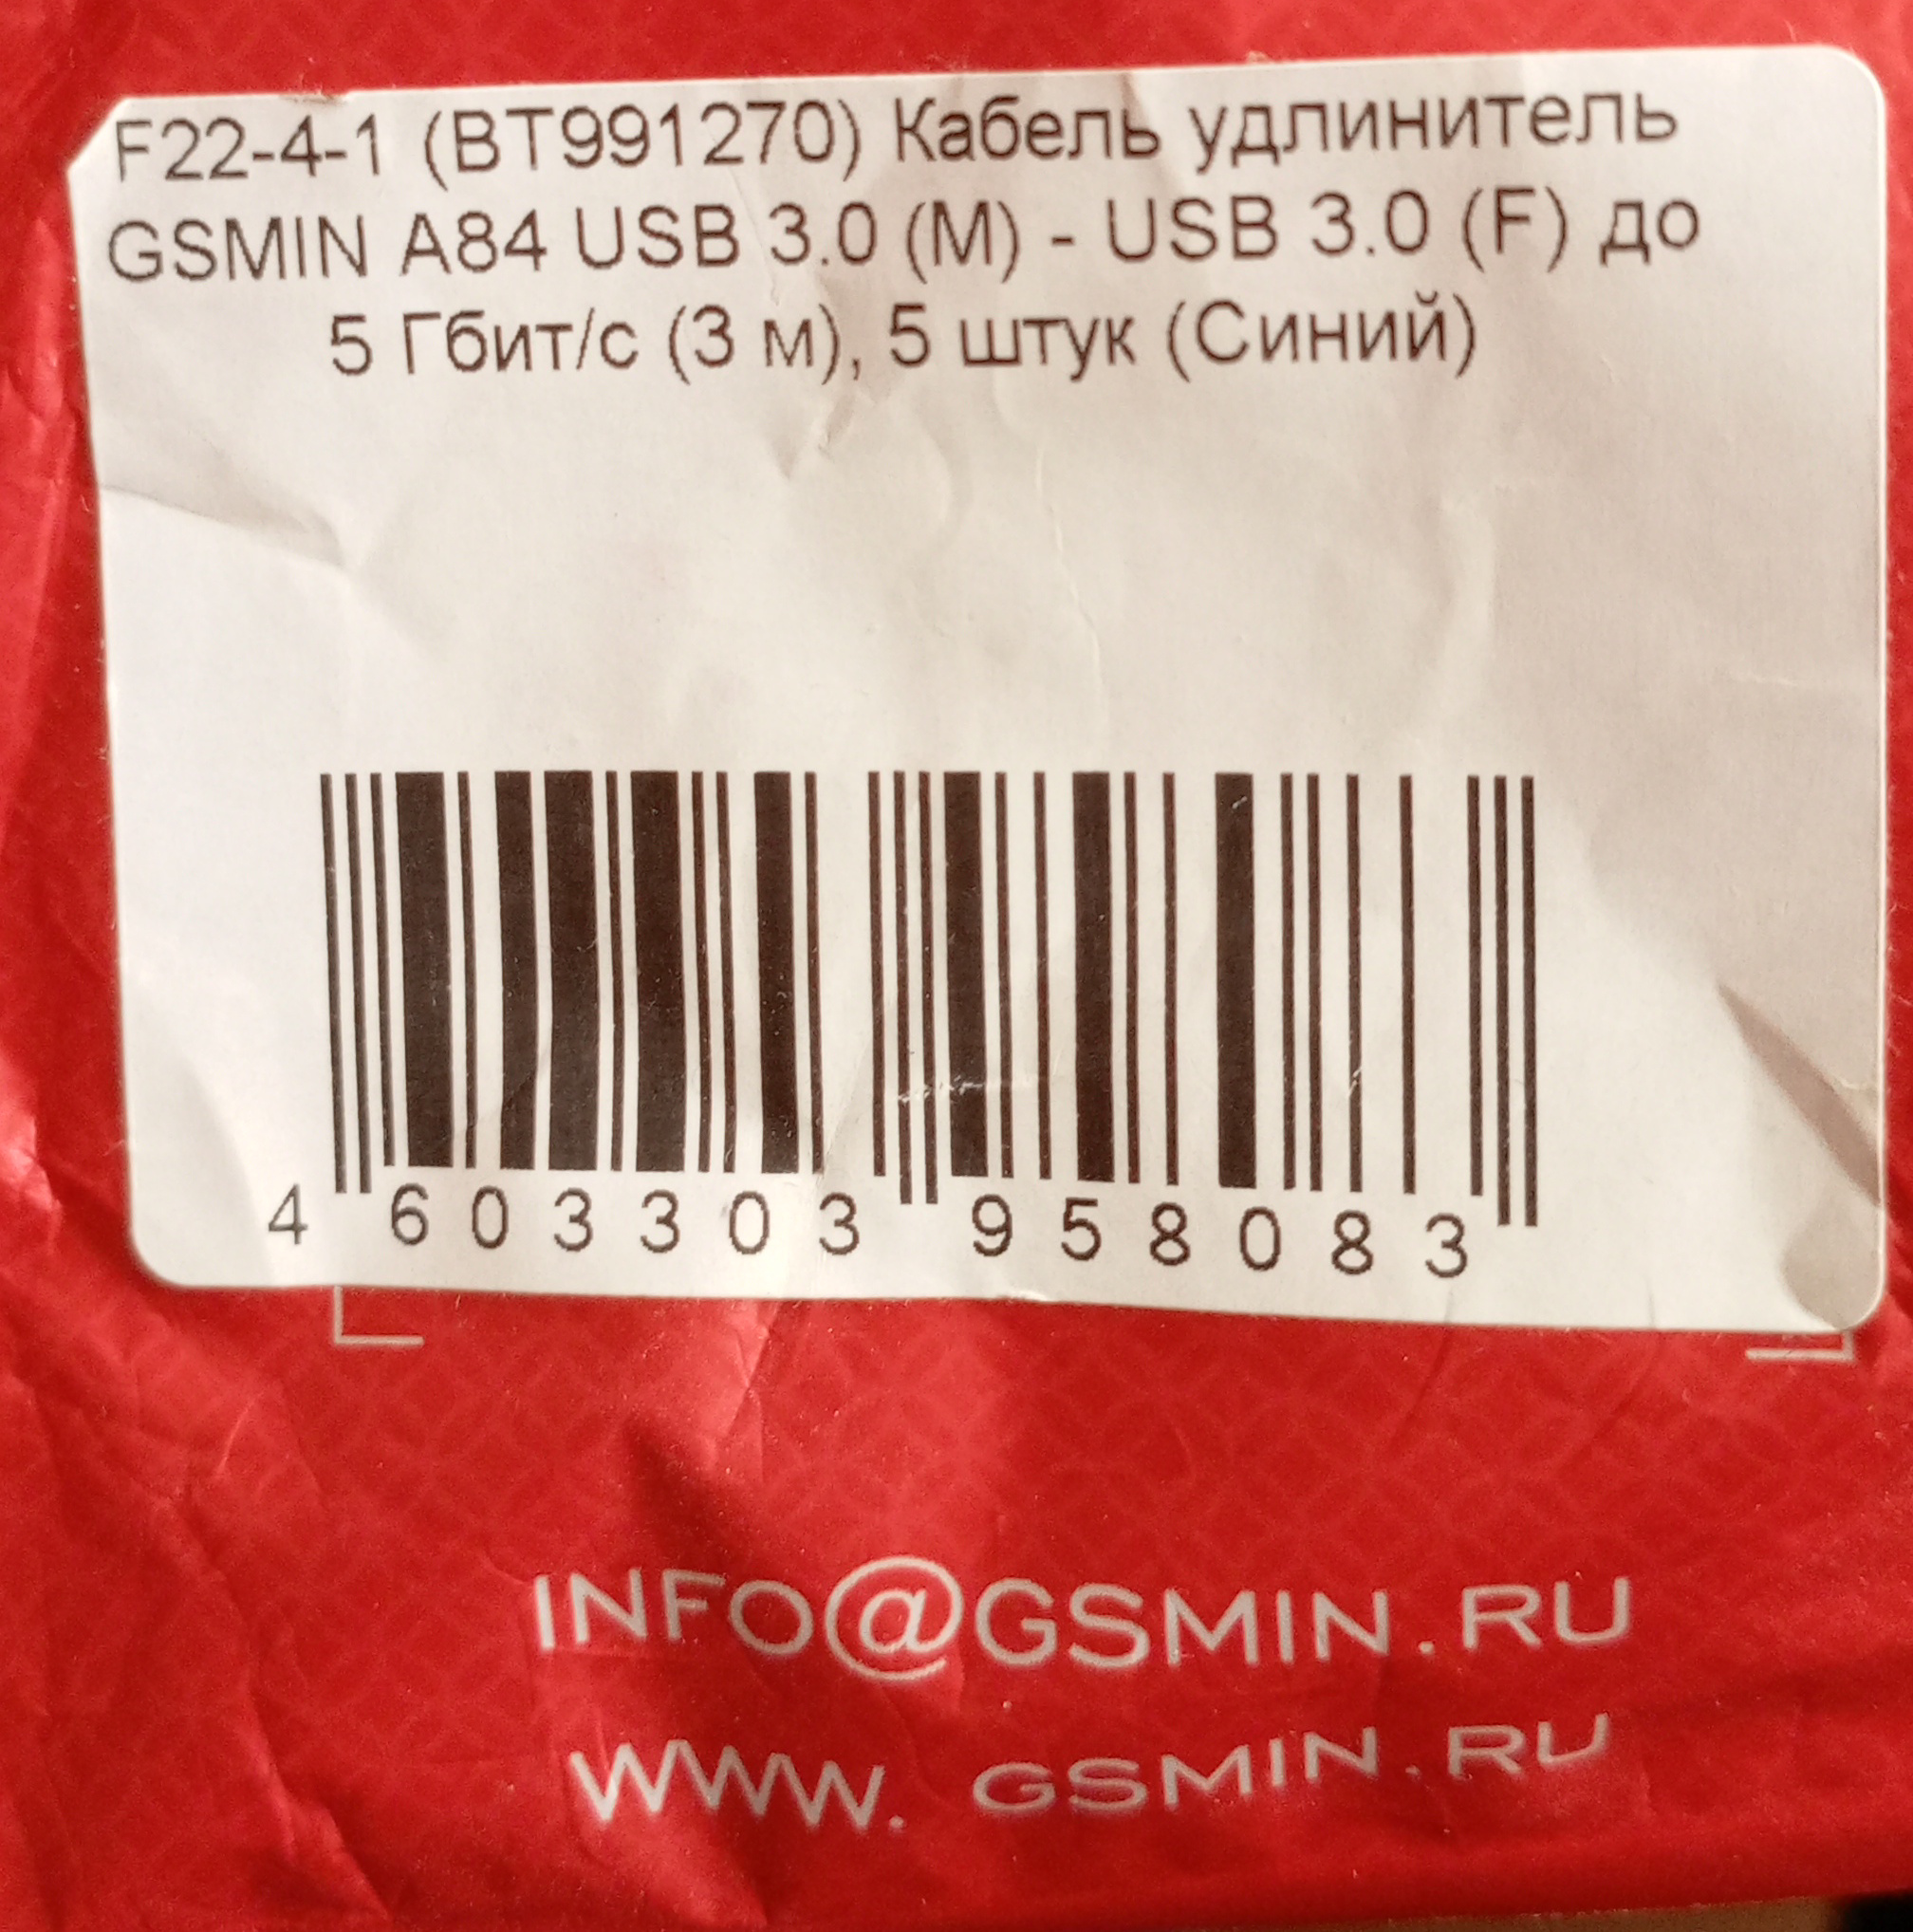 F22-4-1 (BT991270) Кабель удлинитель
GSMIN A84 USB 3.0 (M) - USB 3.0 (F) до
5 Гбит/с (3 м), 5 штук (Синий)
4 603303 958083
INFO@GSMIN.RU
WWW. GSMIN.RU